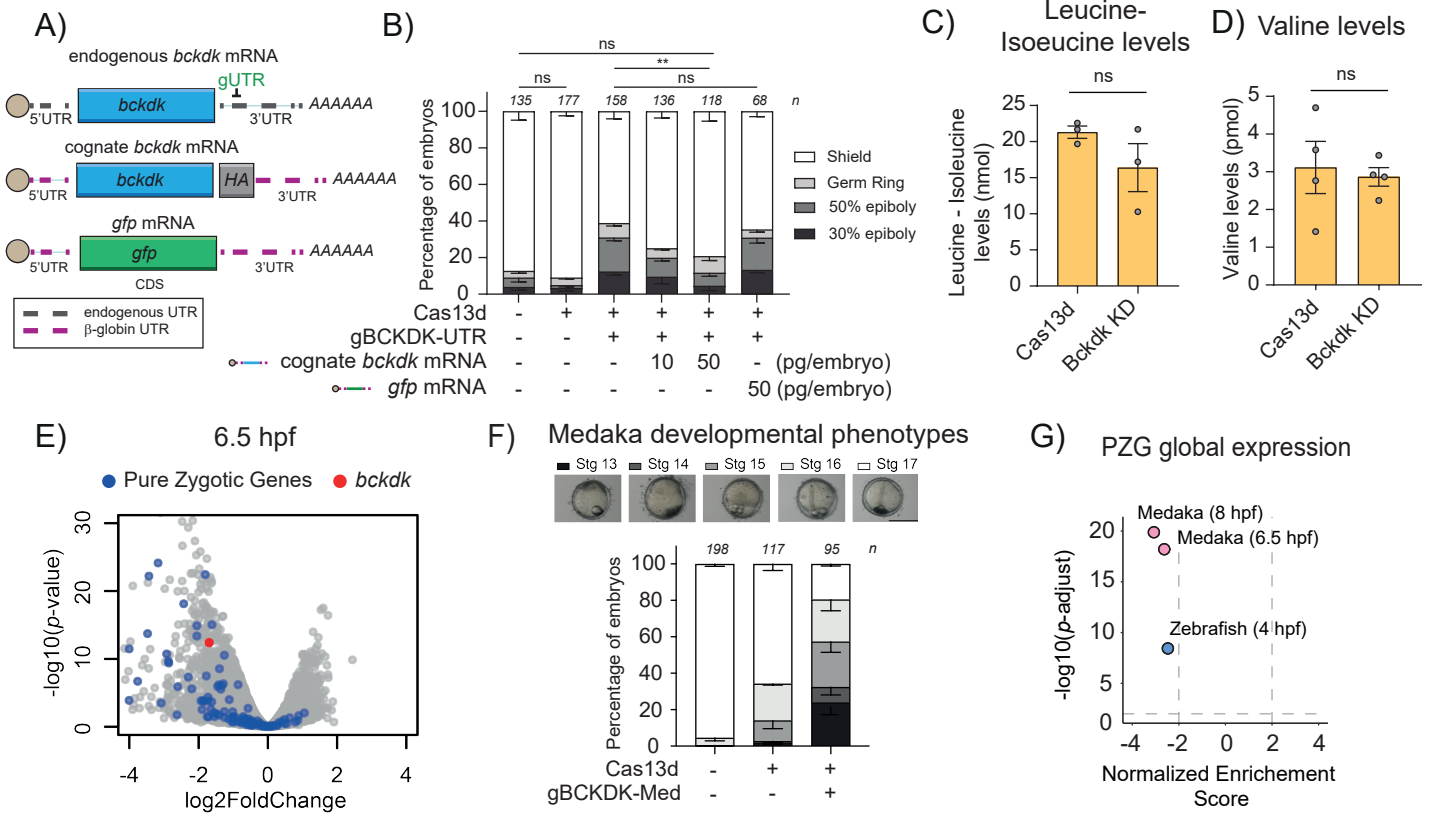 A)
endogenous bckdk mRNA
gUTR
bckdk
AAAAAA
5'UTR
3'UTR
cognate bckdk mRNA
bckdk
HA
AAAAAA
5'UTR
3'UTR
gfp mRNA
gfp
AAAAAA
5'UTR
3'UTR
CDS
endogenous UTR
β-globin UTR
B)
ns
**
ns
ns
135 177 158 136 118 68 n
Percentage of embryos
100
80
60
40
20
0
Shield
Germ Ring
50% epiboly
30% epiboly
Cas13d - + + + + +
gBCKDK-UTR - - + + + +
cognate bckdk mRNA - - - 10 50 - (pg/embryo)
gfp mRNA - - - - - 50 (pg/embryo)
C)
Leucine-
Isoeucine levels
ns
Leucine - Isoleucine
levels (nmol)
25
20
15
10
5
0
Cas13d
Bckdk KD
D)
Valine levels
ns
Valine levels (pmol)
5
4
3
2
1
0
Cas13d
Bckdk KD
E)
6.5 hpf
Pure Zygotic Genes
bckdk
-log10(p-value)
30
20
10
0
-4 -2 0 2 4
log2FoldChange
F)
Medaka developmental phenotypes
Stg 13 Stg 14 Stg 15 Stg 16 Stg 17
198 117 95 n
Percentage of embryos
100
80
60
40
20
0
Cas13d - + +
gBCKDK-Med - - +
G)
PZG global expression
Medaka (8 hpf)
Medaka (6.5 hpf)
Zebrafish (4 hpf)
-log10(p-adjust)
20
15
10
5
0
-4 -2 2 4
Normalized Enrichement
Score